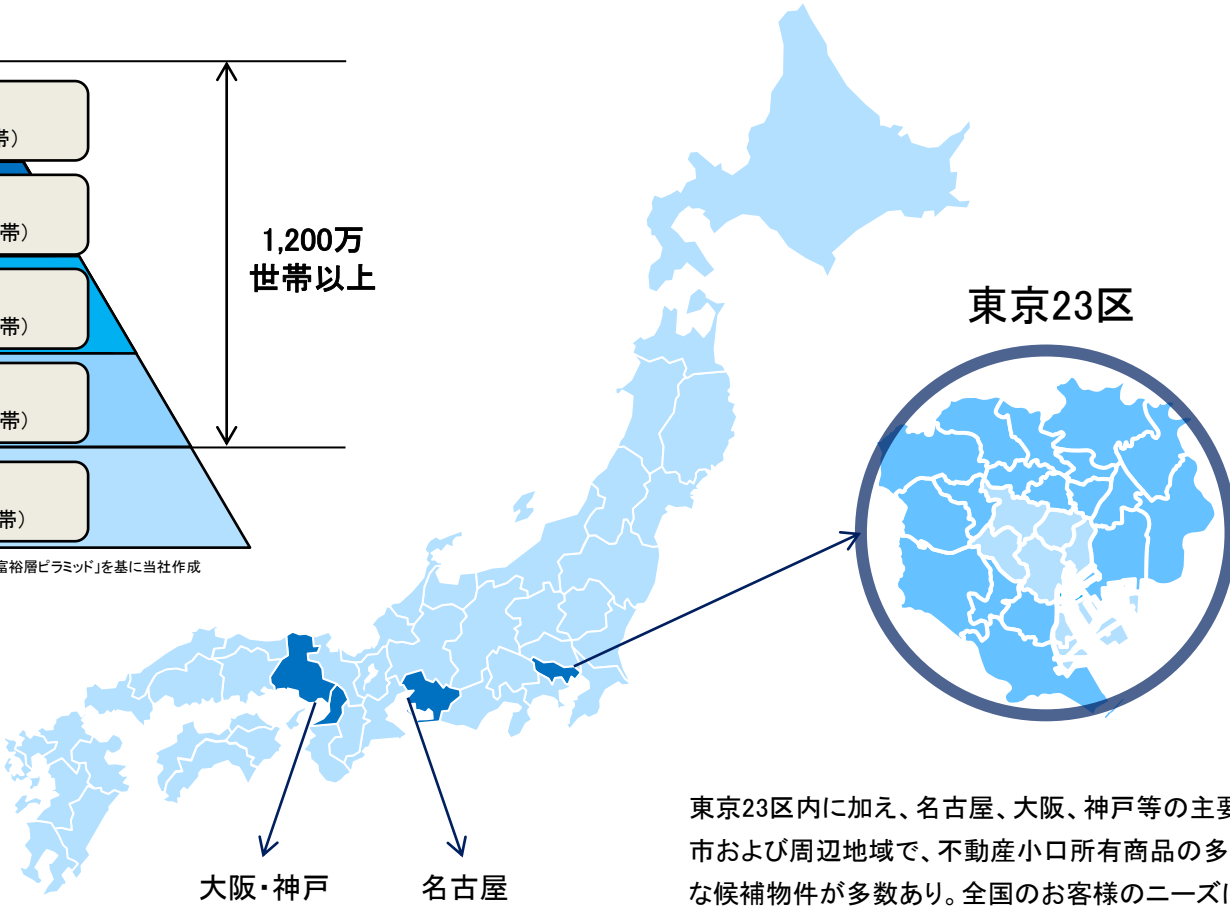 帯）
帯）
帯）
帯）
帯）
1,200万
世帯以上
富裕層ピラミッド」を基に当社作成
東京23区
大阪・神戸
名古屋
東京23区内に加え、名古屋、大阪、神戸等の主要
市および周辺地域で、不動産小口所有商品の多
な候補物件が多数あり。全国のお客様のニーズに